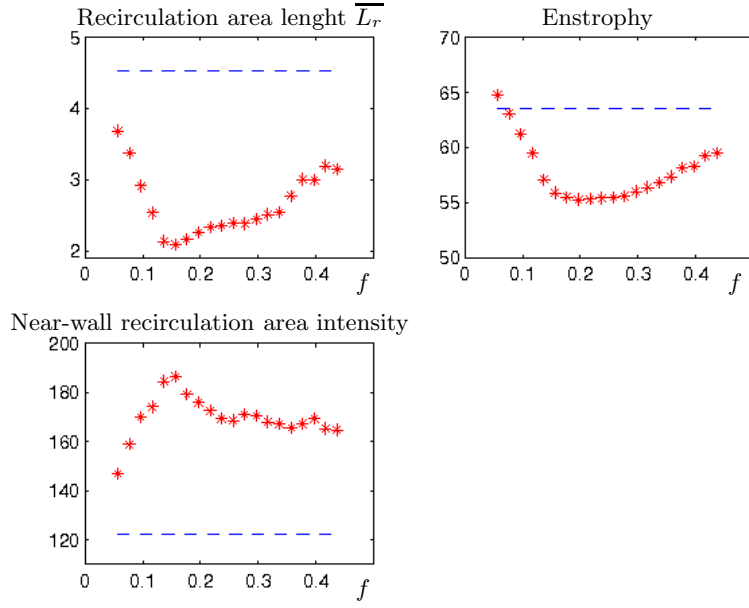 Recirculation area lenght L_r
5
4
3
2
0 0.1 0.2 0.3 0.4 f
Enstrophy
70
65
60
55
50
0 0.1 0.2 0.3 0.4 f
Near-wall recirculation area intensity
200
180
160
140
120
0 0.1 0.2 0.3 0.4 f